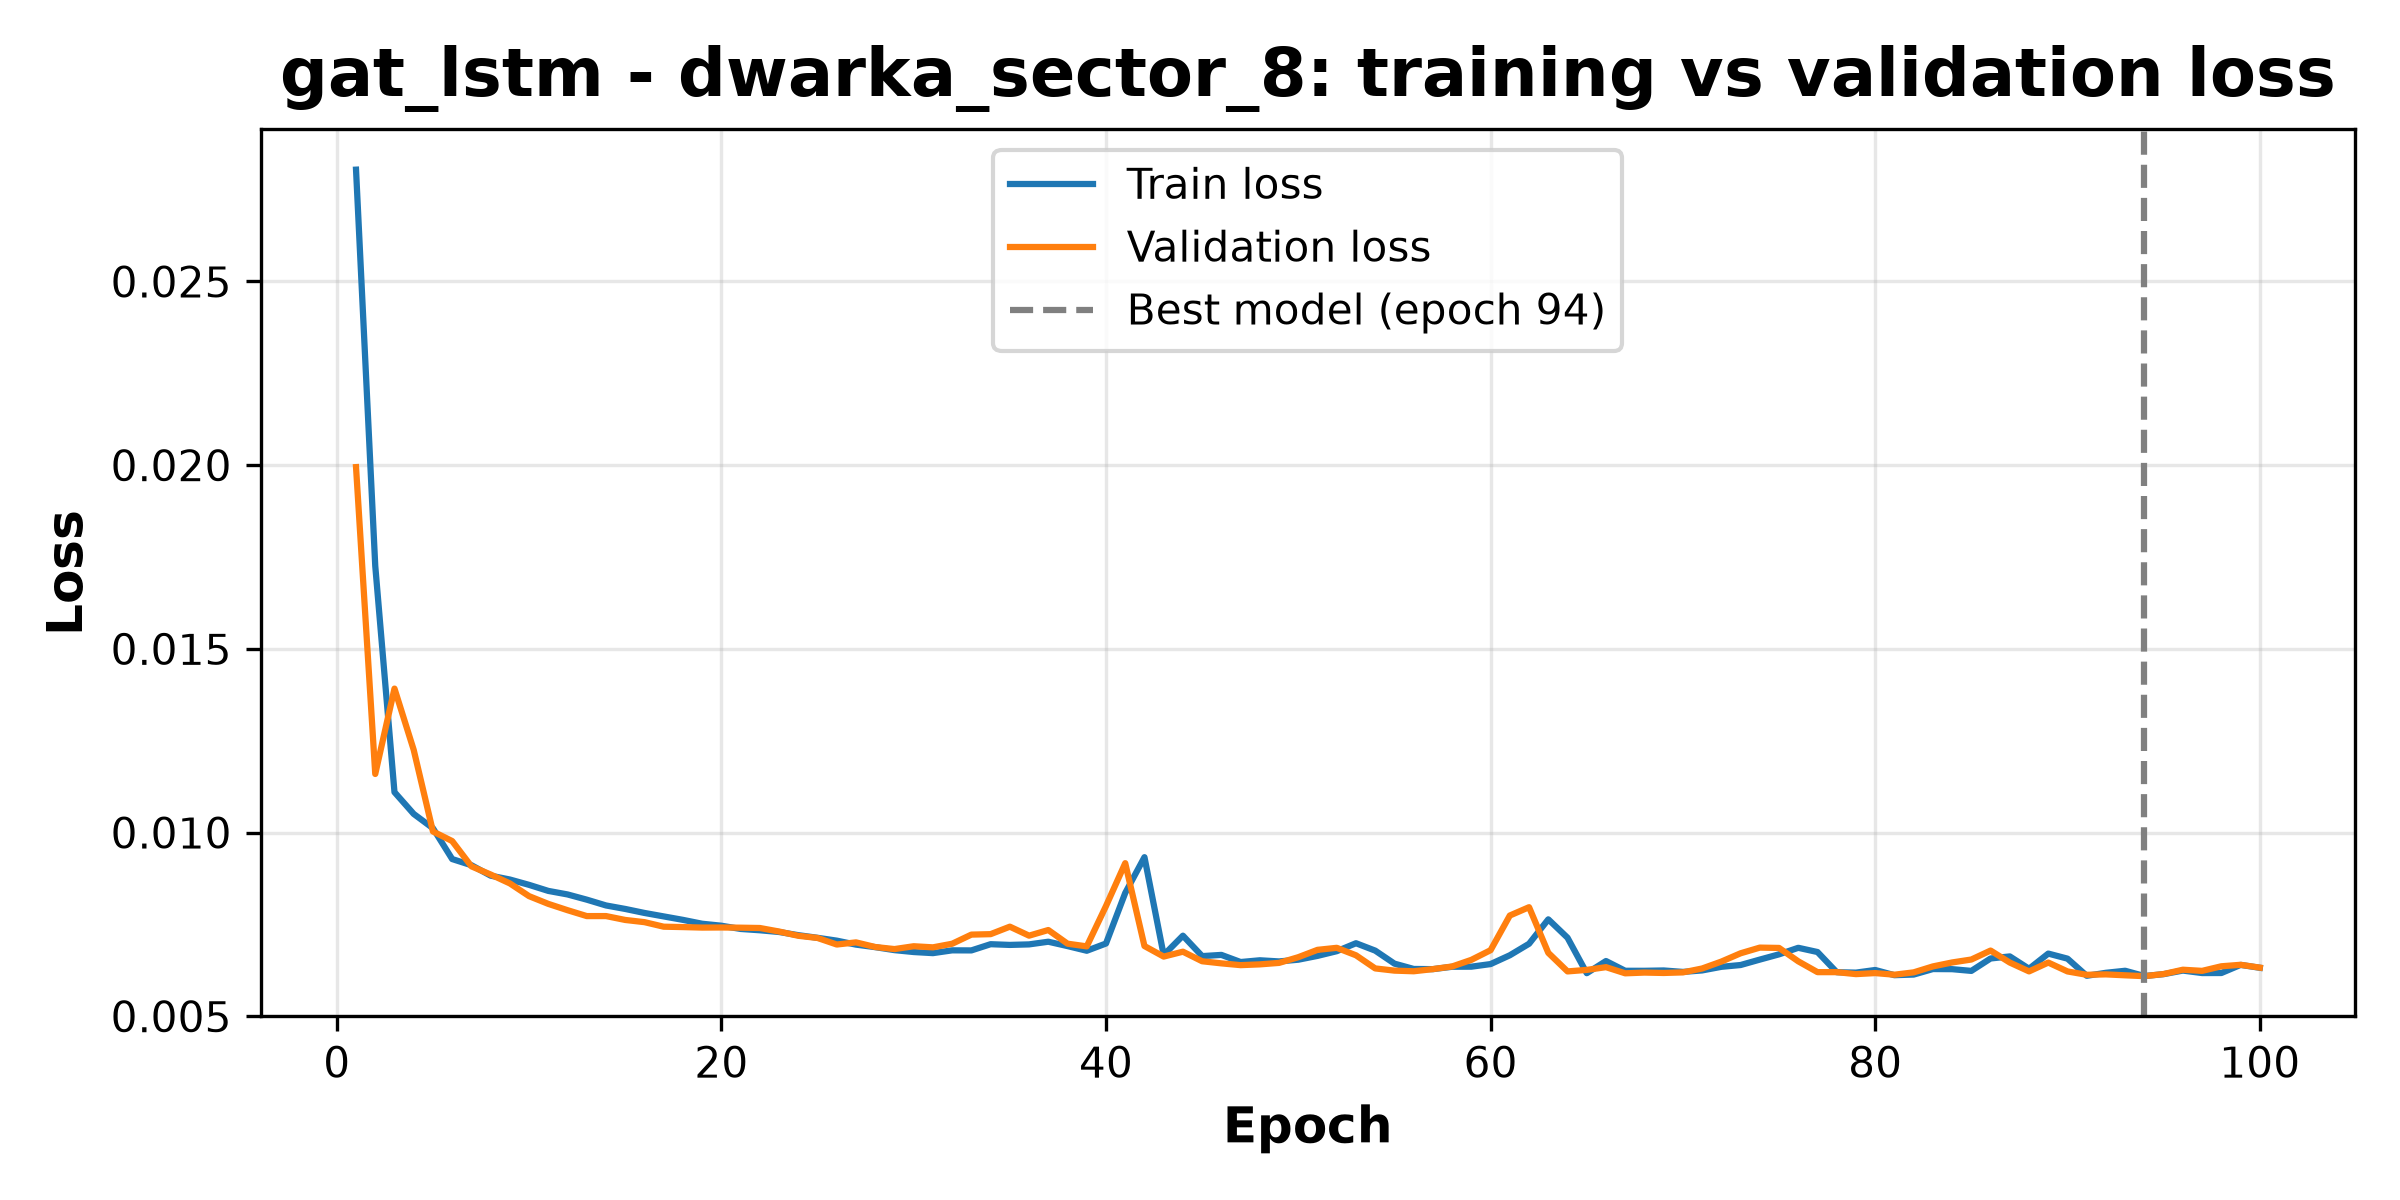 gat_lstm - dwarka_sector_8: training vs validation loss
Train loss
Validation loss
Best model (epoch 94)
Loss
0.025
0.020
0.015
0.010
0.005
0 20 40 60 80 100
Epoch